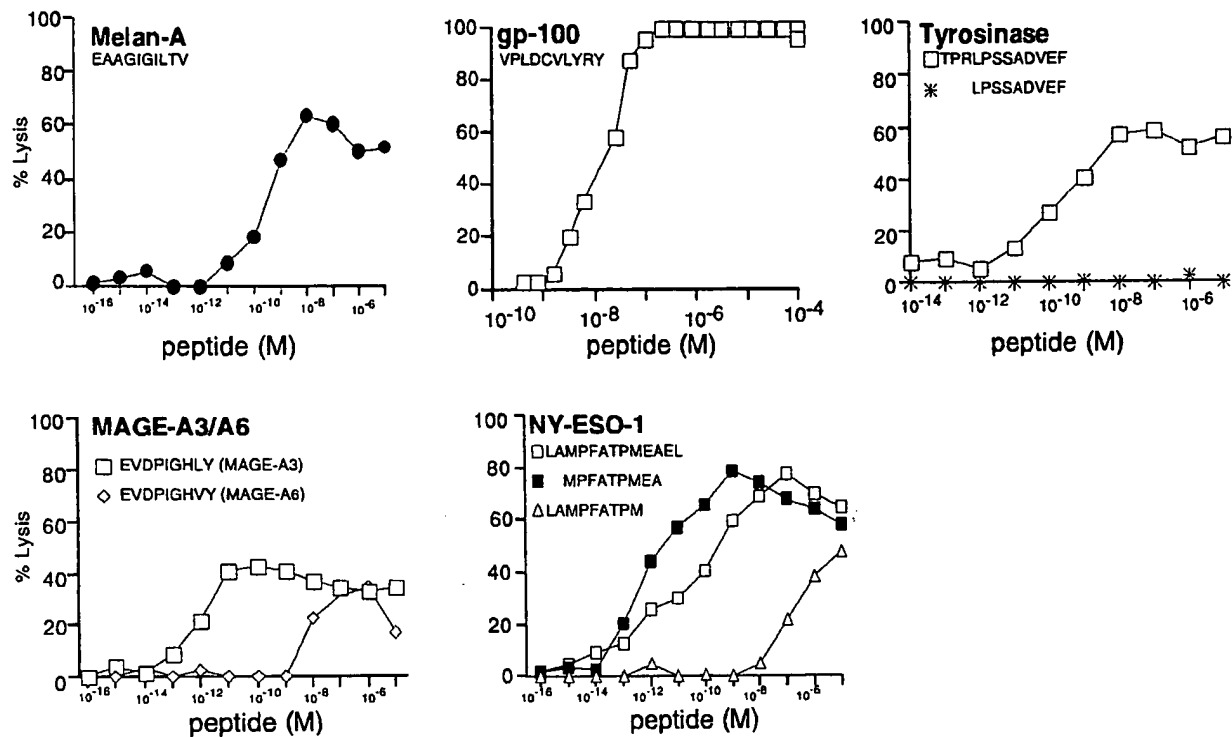 Melan-A
EAAGIGILTV
100
80
60
40
20
0
% Lysis
10-16
10-14
10-12
10-10
10-8
10-6
peptide (M)
gp-100
VPLDCVLYRY
100
80
60
40
20
0
10-10
10-8
10-6
10-4
peptide (M)
Tyrosinase
TPRLPSSADVEF
LPSSADVEF
100
80
60
40
20
0
10-14
10-12
10-10
10-8
10-6
peptide (M)
MAGE-A3/A6
EVDPIGHLY (MAGE-A3)
EVDPIGHVY (MAGE-A6)
100
80
60
40
20
0
% Lysis
10-16
10-14
10-12
10-10
10-8
10-6
peptide (M)
NY-ESO-1
LAMPFATPMEAEL
MPFATPMEA
LAMPFATPM
100
80
60
40
20
0
10-16
10-14
10-12
10-10
10-8
10-6
peptide (M)